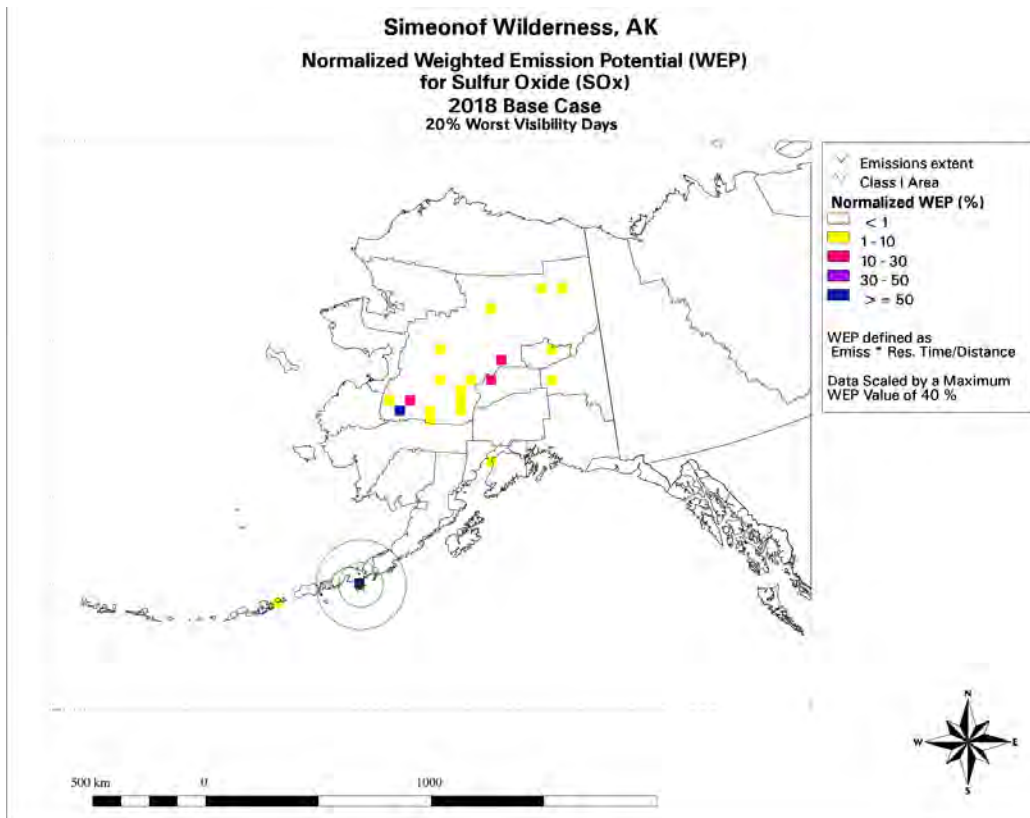 Simeonof Wilderness, AK
Normalized Weighted Emission Potential (WEP)
for Sulfur Oxide (SOx)
2018 Base Case
20% Worst Visibility Days
Emissions extent
Class I Area
Normalized WEP (%)
< 1
1 - 10
10 - 30
30 - 50
> = 50
WEP defined as
Emiss * Res. Time/Distance
Data Scaled by a Maximum
WEP Value of 40 %
N
W E
S
500 km 0 1000